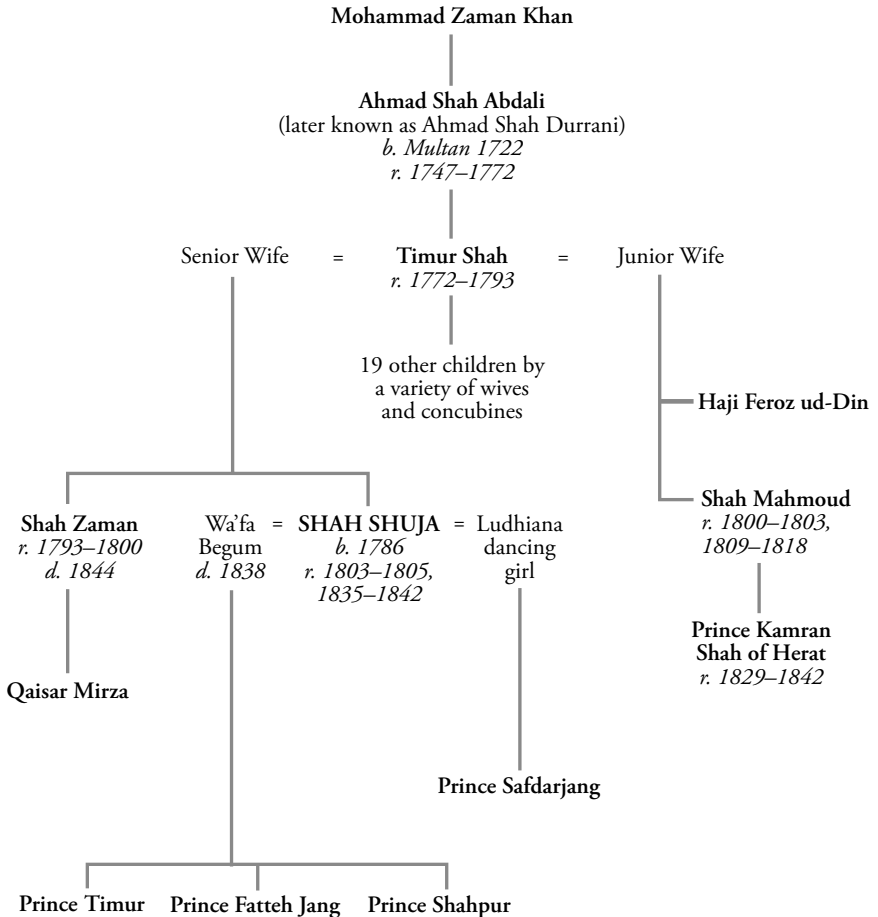 Mohammad Zaman Khan
Ahmad Shah Abdali
(later known as Ahmad Shah Durrani)
b. Multan 1722
r. 1747–1772
Senior Wife = Timur Shah = Junior Wife
r. 1772–1793
19 other children by
a variety of wives
and concubines
Haji Feroz ud-Din
Shah Mahmoud
r. 1800–1803,
1809–1818
Prince Kamran
Shah of Herat
r. 1829–1842
Shah Zaman
r. 1793–1800
d. 1844
Qaisar Mirza
Wa'fa = SHAH SHUJA = Ludhiana
Begum b. 1786 dancing
d. 1838 r. 1803–1805, girl
1835–1842
Prince Safdarjang
Prince Timur Prince Fatteh Jang Prince Shahpur